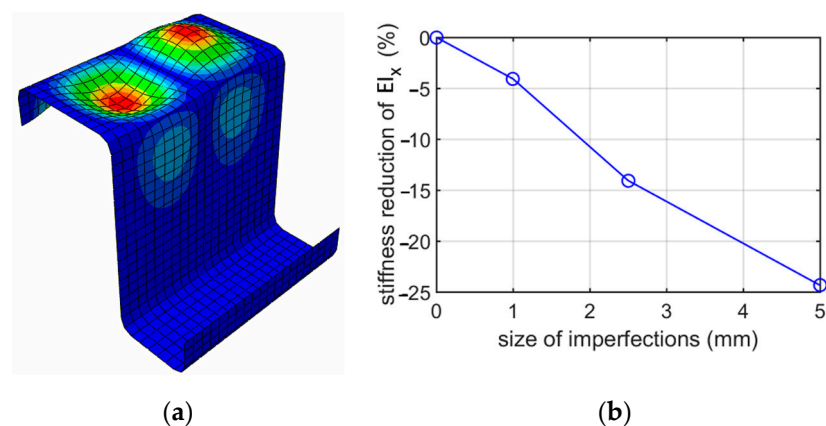 0
−5
−10
−15
−20
−25
stiffness reduction of EIx (%)
0 1 2 3 4 5
size of imperfections (mm)
(a) (b)